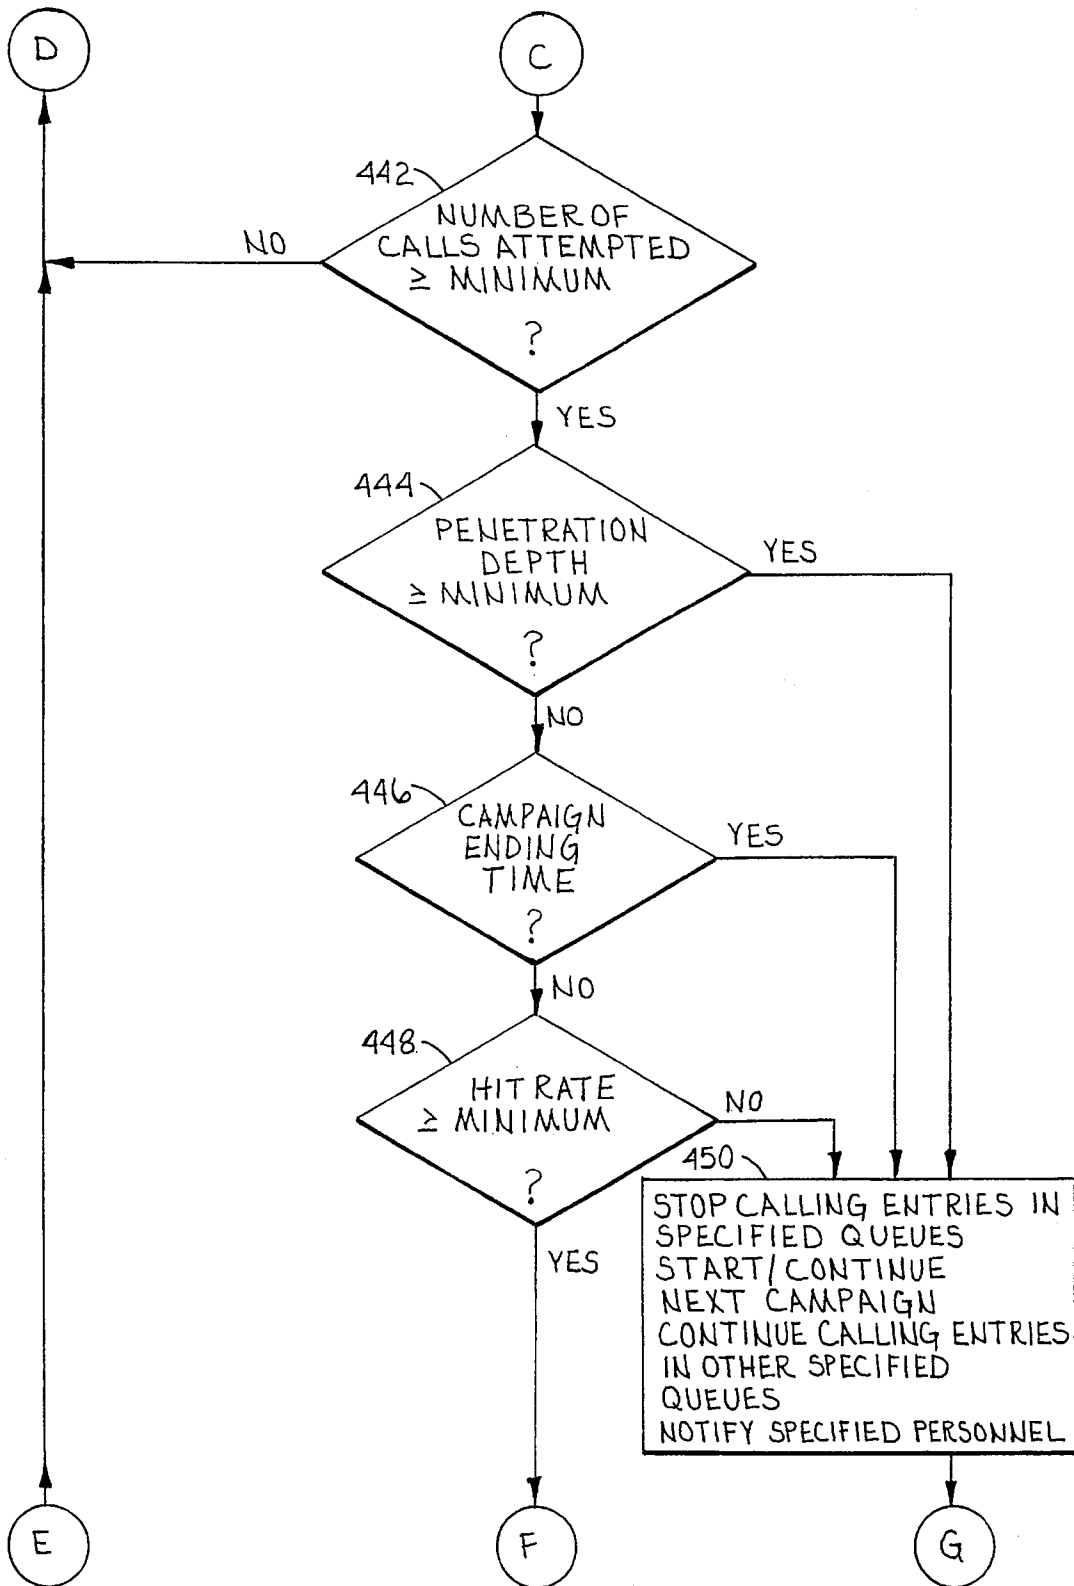 D
C
442
NUMBER OF
CALLS ATTEMPTED
≥ MINIMUM
?
NO
YES
444
PENETRATION
DEPTH
≥ MINIMUM
?
YES
NO
446
CAMPAIGN
ENDING
TIME
?
YES
NO
448
HIT RATE
≥ MINIMUM
?
NO
YES
450
STOP CALLING ENTRIES IN
SPECIFIED QUEUES
START/CONTINUE
NEXT CAMPAIGN
CONTINUE CALLING ENTRIES
IN OTHER SPECIFIED
QUEUES
NOTIFY SPECIFIED PERSONNEL
E
F
G